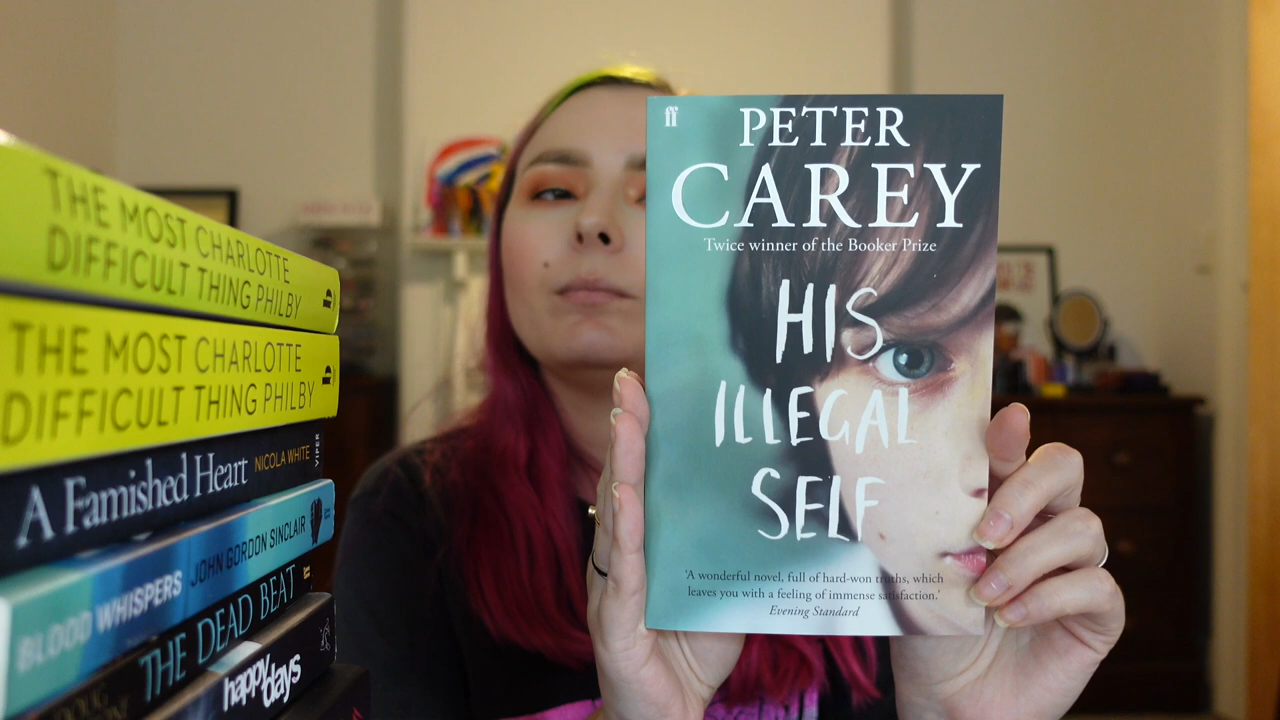 THE MOST CHARLOTTE
DIFFICULT THING PHILBY
THE MOST CHARLOTTE
DIFFICULT THING PHILBY
A Famished Heart NICOLA WHITE VIPER
BLOOD WHISPERS JOHN GORDON SINCLAIR
THE DEAD BEAT
happy days
ff
PETER
CAREY
Twice winner of the Booker Prize
HIS
ILLEGAL
SELF
'A wonderful novel, full of hard-won truths, which
leaves you with a feeling of immense satisfaction.'
Evening Standard